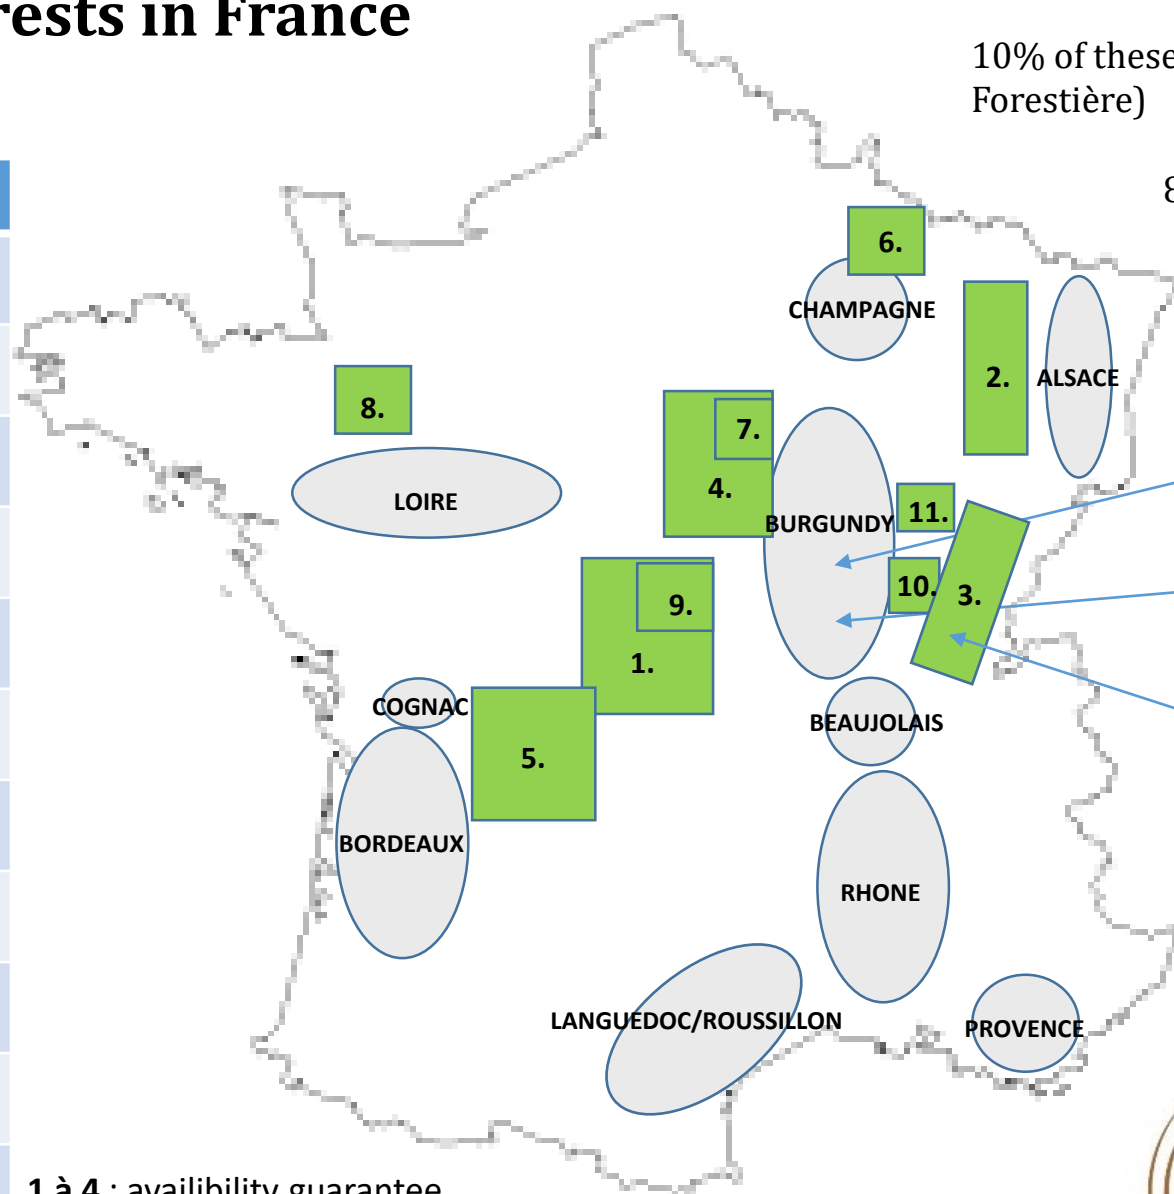 rests in France
10% of these
Forestière)
8
6.
CHAMPAGNE
2.
ALSACE
8.
7.
4.
LOIRE
11.
BURGUNDY
10.
3.
9.
1.
COGNAC
BEAUJOLAIS
5.
BORDEAUX
RHONE
LANGUEDOC/ROUSSILLON
PROVENCE
1 à 4 : availibility guarantee